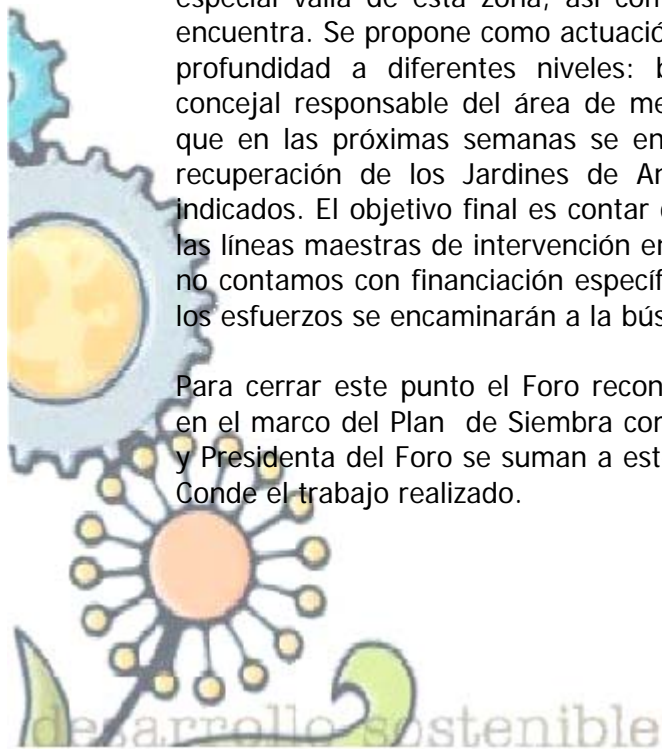 especial valía de esta zona, así con
encuentra. Se propone como actuació
profundidad a diferentes niveles: b
concejal responsable del área de me
que en las próximas semanas se en
recuperación de los Jardines de Ar
indicados. El objetivo final es contar
las líneas maestras de intervención en
no contamos con financiación específ
los esfuerzos se encaminarán a la bús
Para cerrar este punto el Foro recon
en el marco del Plan de Siembra cor
y Presidenta del Foro se suman a est
Conde el trabajo realizado.
desarrollo sostenible